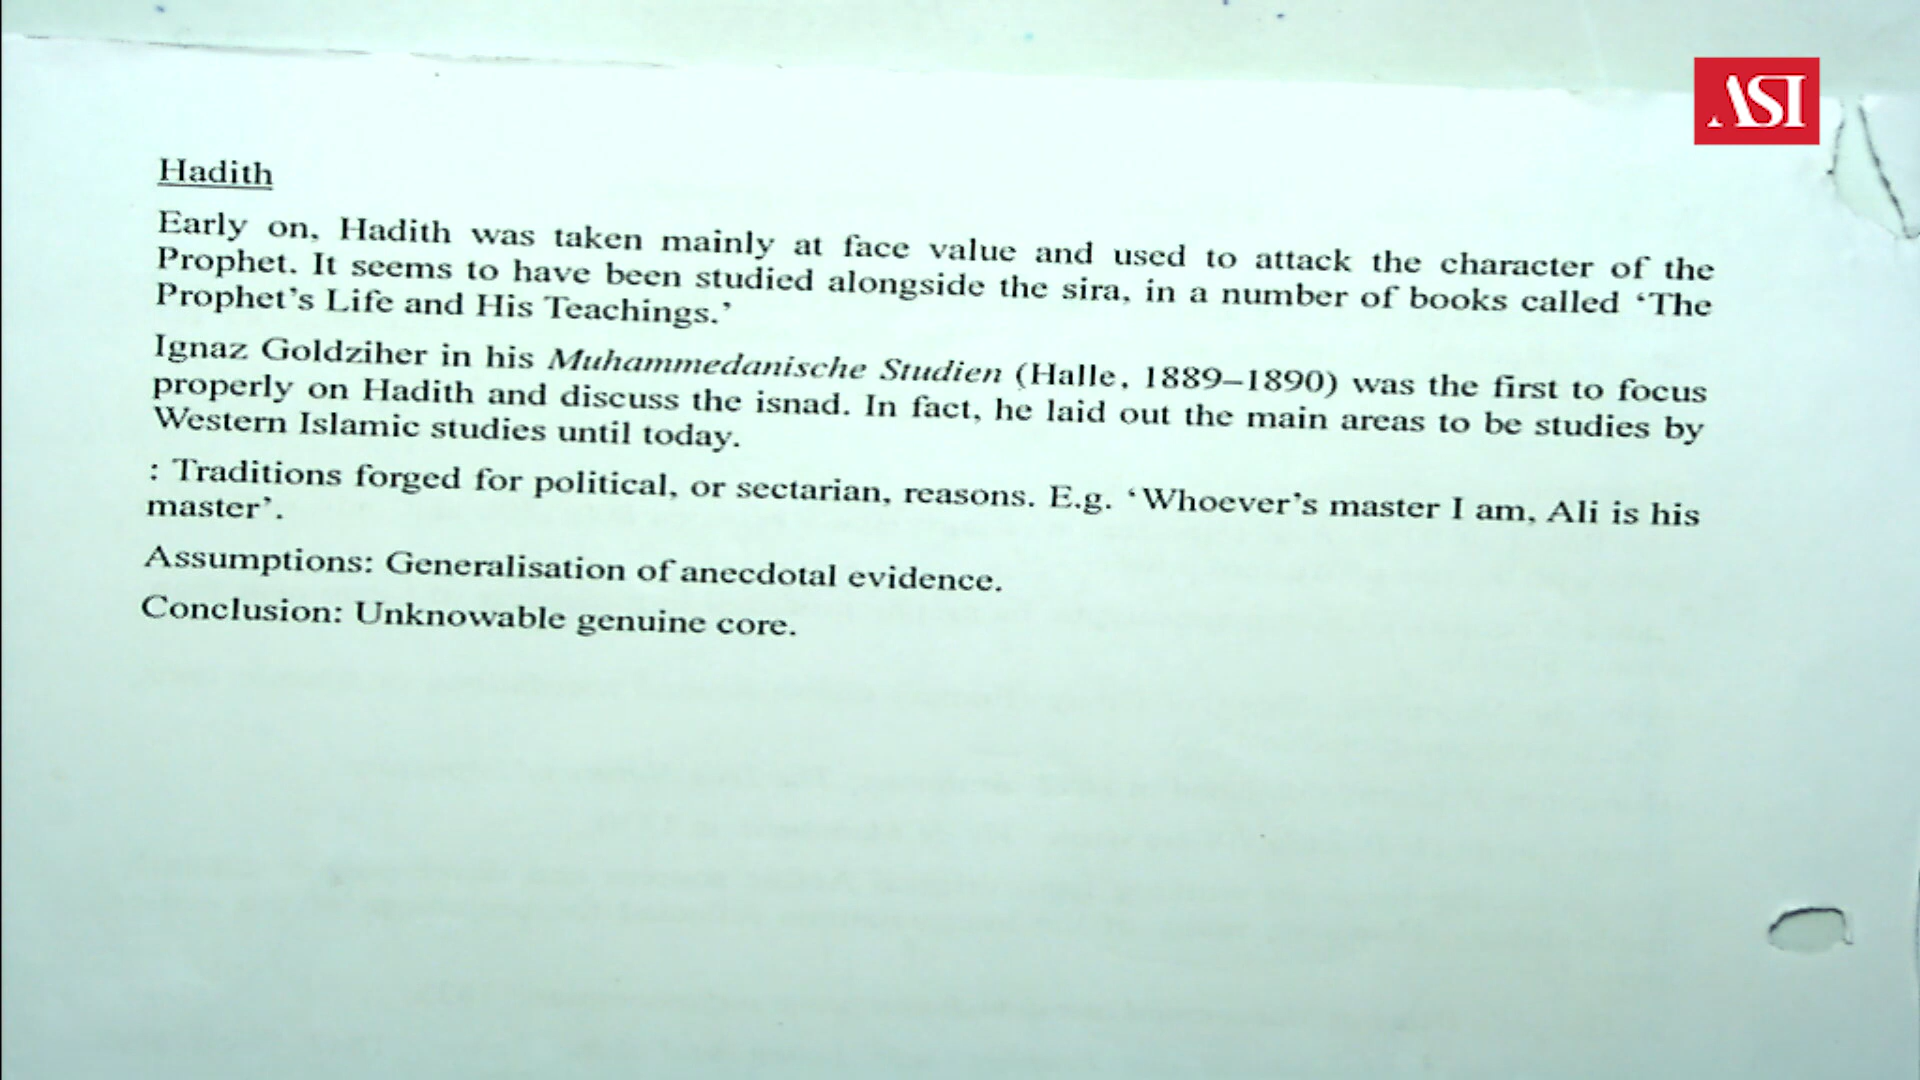 ASI
Hadith
Early on, Hadith was taken mainly at face value and used to attack the character of the
Prophet. It seems to have been studied alongside the sira, in a number of books called ‘The
Prophet’s Life and His Teachings.’
Ignaz Goldziher in his Muhammedanische Studien (Halle, 1889–1890) was the first to focus
properly on Hadith and discuss the isnad. In fact, he laid out the main areas to be studies by
Western Islamic studies until today.
: Traditions forged for political, or sectarian, reasons. E.g. ‘Whoever’s master I am, Ali is his
master’.
Assumptions: Generalisation of anecdotal evidence.
Conclusion: Unknowable genuine core.